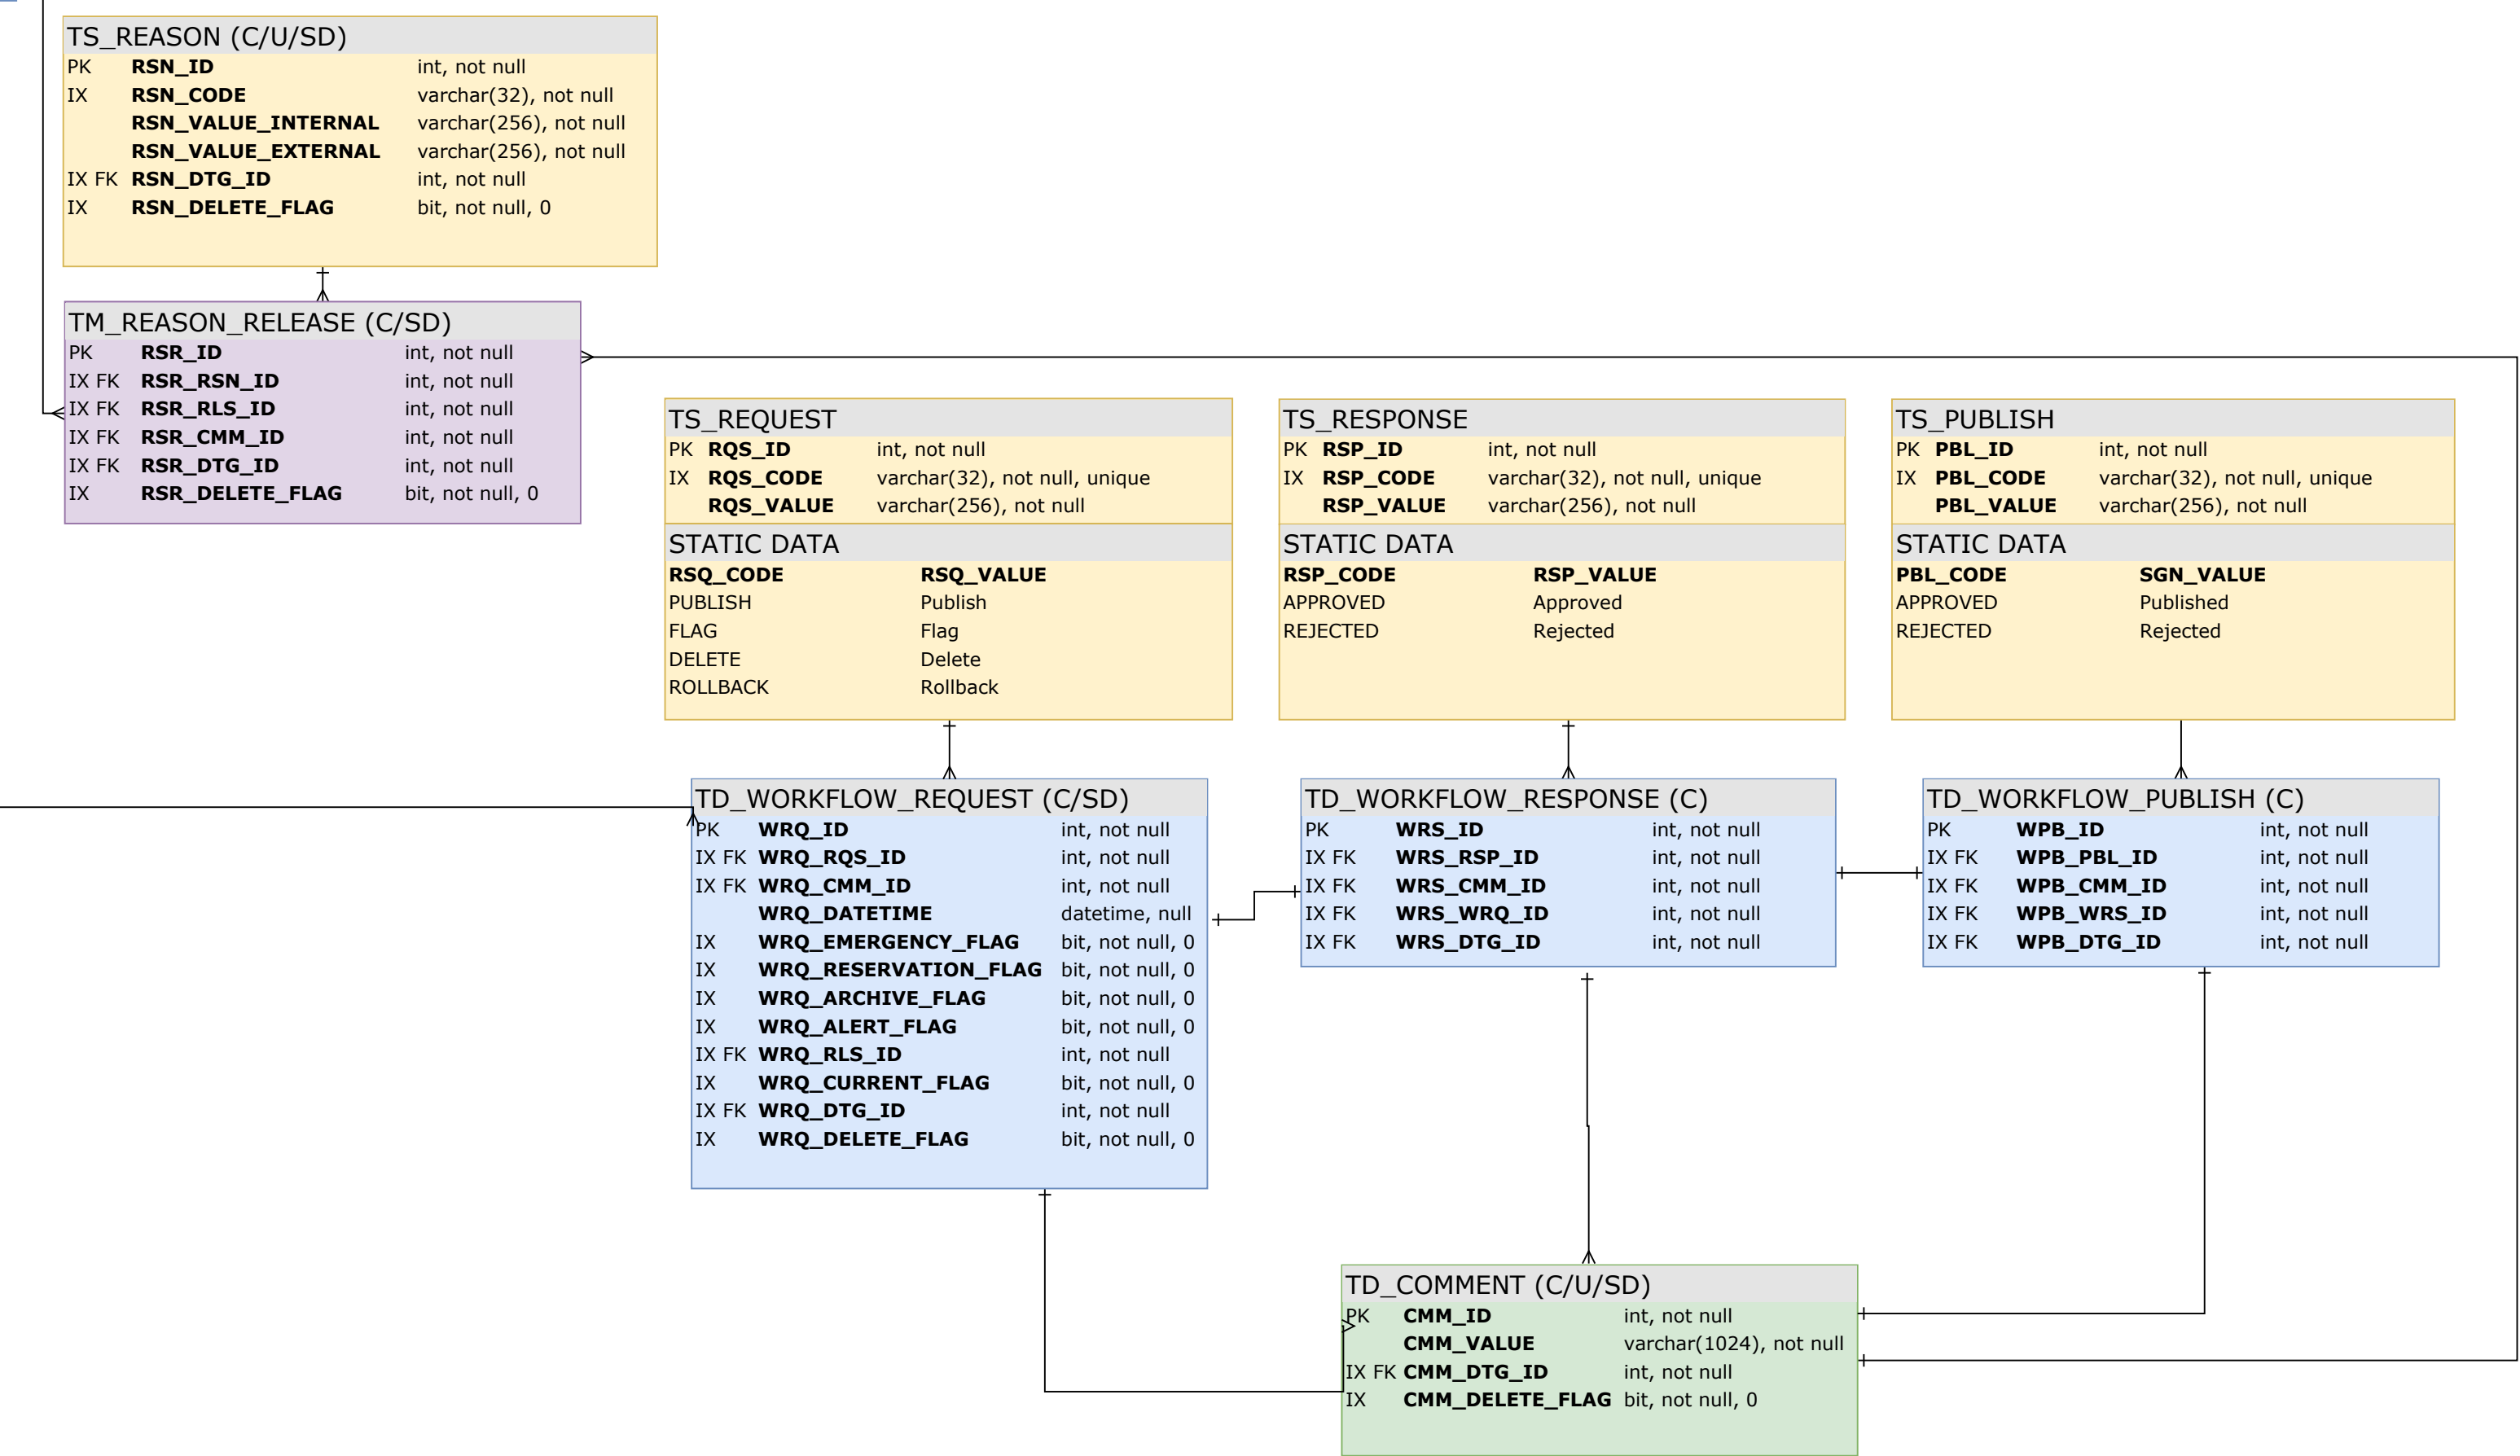 TS_REASON (C/U/SD)
PK RSN_ID int, not null
IX RSN_CODE varchar(32), not null
RSN_VALUE_INTERNAL varchar(256), not null
RSN_VALUE_EXTERNAL varchar(256), not null
IX FK RSN_DTG_ID int, not null
IX RSN_DELETE_FLAG bit, not null, 0
TM_REASON_RELEASE (C/SD)
PK RSR_ID int, not null
IX FK RSR_RSN_ID int, not null
IX FK RSR_RLS_ID int, not null
IX FK RSR_CMM_ID int, not null
IX FK RSR_DTG_ID int, not null
IX RSR_DELETE_FLAG bit, not null, 0
TS_REQUEST
PK RQS_ID int, not null
IX RQS_CODE varchar(32), not null, unique
RQS_VALUE varchar(256), not null
STATIC DATA
RSQ_CODE RSQ_VALUE
PUBLISH Publish
FLAG Flag
DELETE Delete
ROLLBACK Rollback
TS_RESPONSE
PK RSP_ID int, not null
IX RSP_CODE varchar(32), not null, unique
RSP_VALUE varchar(256), not null
STATIC DATA
RSP_CODE RSP_VALUE
APPROVED Approved
REJECTED Rejected
TS_PUBLISH
PK PBL_ID int, not null
IX PBL_CODE varchar(32), not null, unique
PBL_VALUE varchar(256), not null
STATIC DATA
PBL_CODE SGN_VALUE
APPROVED Published
REJECTED Rejected
TD_WORKFLOW_REQUEST (C/SD)
PK WRQ_ID int, not null
IX FK WRQ_RQS_ID int, not null
IX FK WRQ_CMM_ID int, not null
WRQ_DATETIME datetime, null
IX WRQ_EMERGENCY_FLAG bit, not null, 0
IX WRQ_RESERVATION_FLAG bit, not null, 0
IX WRQ_ARCHIVE_FLAG bit, not null, 0
IX WRQ_ALERT_FLAG bit, not null, 0
IX FK WRQ_RLS_ID int, not null
IX WRQ_CURRENT_FLAG bit, not null, 0
IX FK WRQ_DTG_ID int, not null
IX WRQ_DELETE_FLAG bit, not null, 0
TD_WORKFLOW_RESPONSE (C)
PK WRS_ID int, not null
IX FK WRS_RSP_ID int, not null
IX FK WRS_CMM_ID int, not null
IX FK WRS_WRQ_ID int, not null
IX FK WRS_DTG_ID int, not null
TD_WORKFLOW_PUBLISH (C)
PK WPB_ID int, not null
IX FK WPB_PBL_ID int, not null
IX FK WPB_CMM_ID int, not null
IX FK WPB_WRS_ID int, not null
IX FK WPB_DTG_ID int, not null
TD_COMMENT (C/U/SD)
PK CMM_ID int, not null
CMM_VALUE varchar(1024), not null
IX FK CMM_DTG_ID int, not null
IX CMM_DELETE_FLAG bit, not null, 0